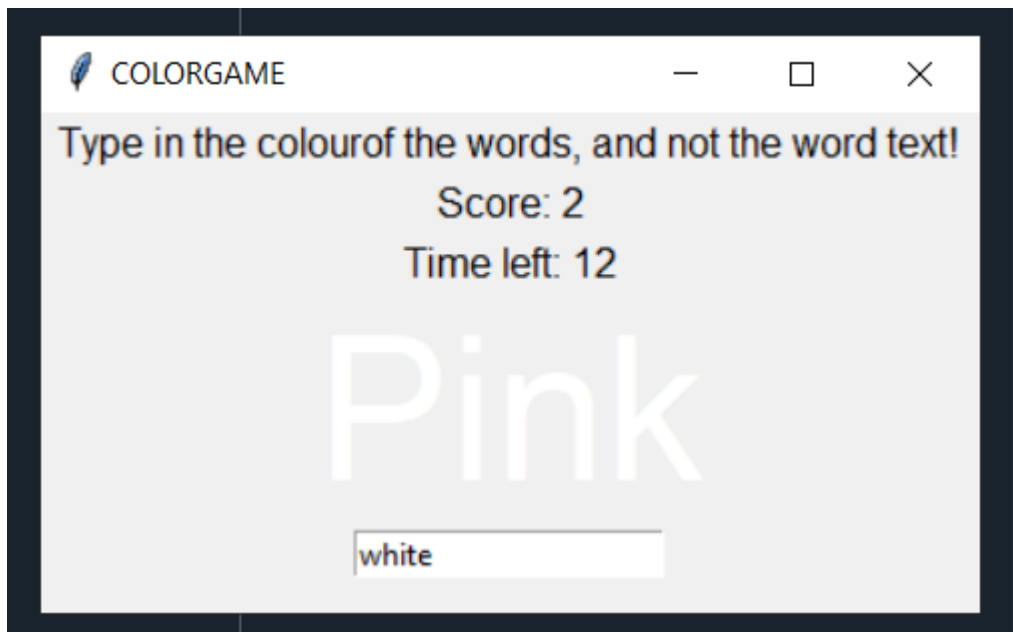 COLORGAME
Type in the colourof the words, and not the word text!
Score: 2
Time left: 12
Pink
white